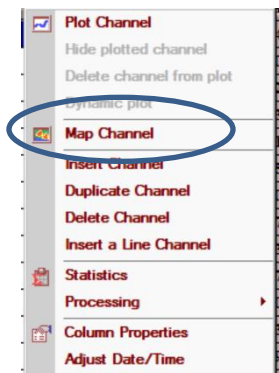 Plot Channel
Hide plotted channel
Delete channel from plot
Dynamic plot
Map Channel
Insert Channel
Duplicate Channel
Delete Channel
Insert a Line Channel
Statistics
Processing
Column Properties
Adjust Date/Time